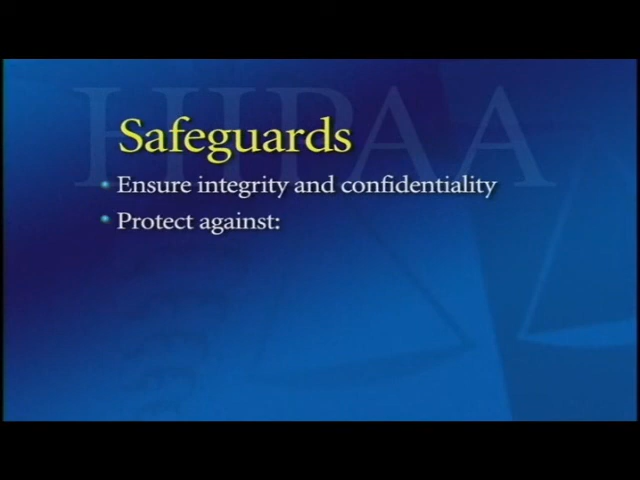 HIPAA
Safeguards
• Ensure integrity and confidentiality
• Protect against: